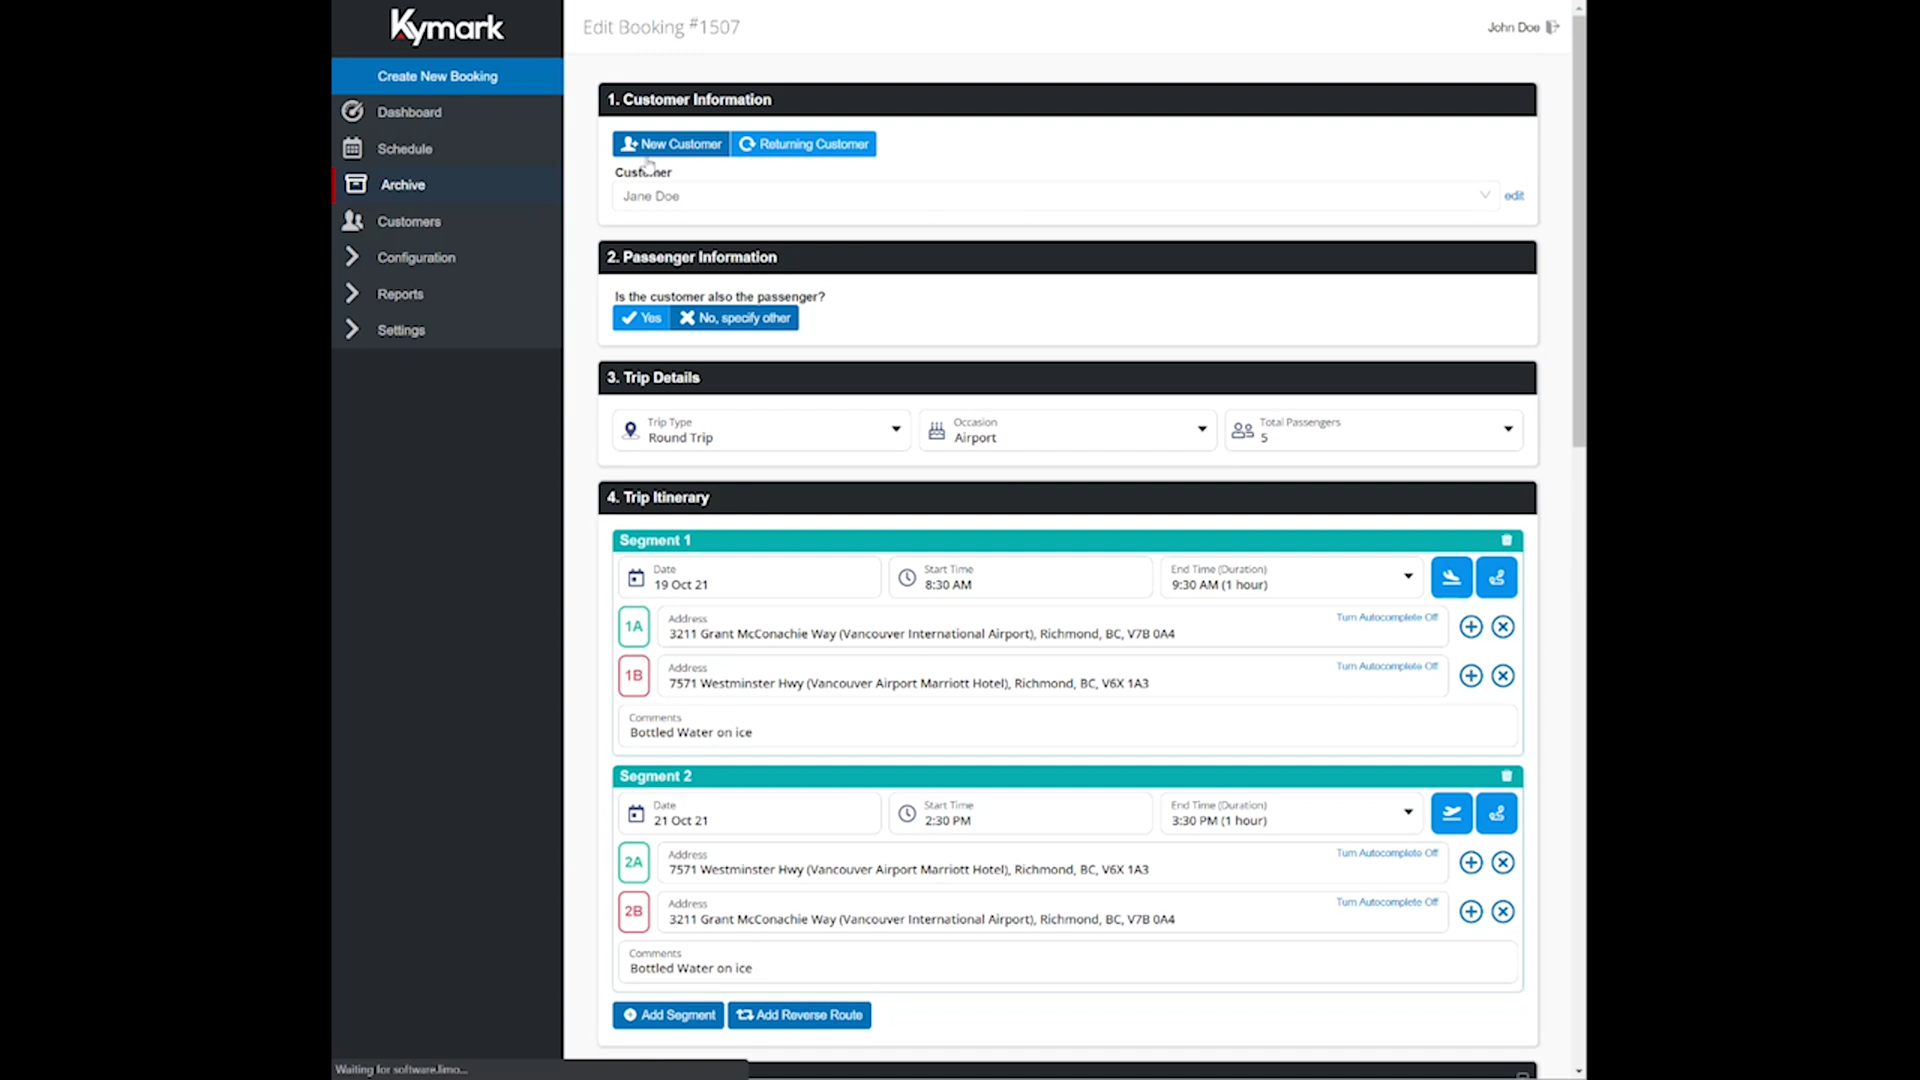 Kymark
Edit Booking #1507
John Doe
Create New Booking
Dashboard
Schedule
Archive
Customers
Configuration
Reports
Settings
1. Customer Information
New Customer
Returning Customer
Customer
Jane Doe
edit
2. Passenger Information
Is the customer also the passenger?
Yes
No, specify other
3. Trip Details
Trip Type
Round Trip
Occasion
Airport
Total Passengers
5
4. Trip Itinerary
Segment 1
Date
19 Oct 21
Start Time
8:30 AM
End Time (Duration)
9:30 AM (1 hour)
1A
Address
Turn Autocomplete Off
3211 Grant McConachie Way (Vancouver International Airport), Richmond, BC, V7B 0A4
1B
Address
Turn Autocomplete Off
7571 Westminster Hwy (Vancouver Airport Marriott Hotel), Richmond, BC, V6X 1A3
Comments
Bottled Water on ice
Segment 2
Date
21 Oct 21
Start Time
2:30 PM
End Time (Duration)
3:30 PM (1 hour)
2A
Address
Turn Autocomplete Off
7571 Westminster Hwy (Vancouver Airport Marriott Hotel), Richmond, BC, V6X 1A3
2B
Address
Turn Autocomplete Off
3211 Grant McConachie Way (Vancouver International Airport), Richmond, BC, V7B 0A4
Comments
Bottled Water on ice
Add Segment
Add Reverse Route
Waiting for software.limo...